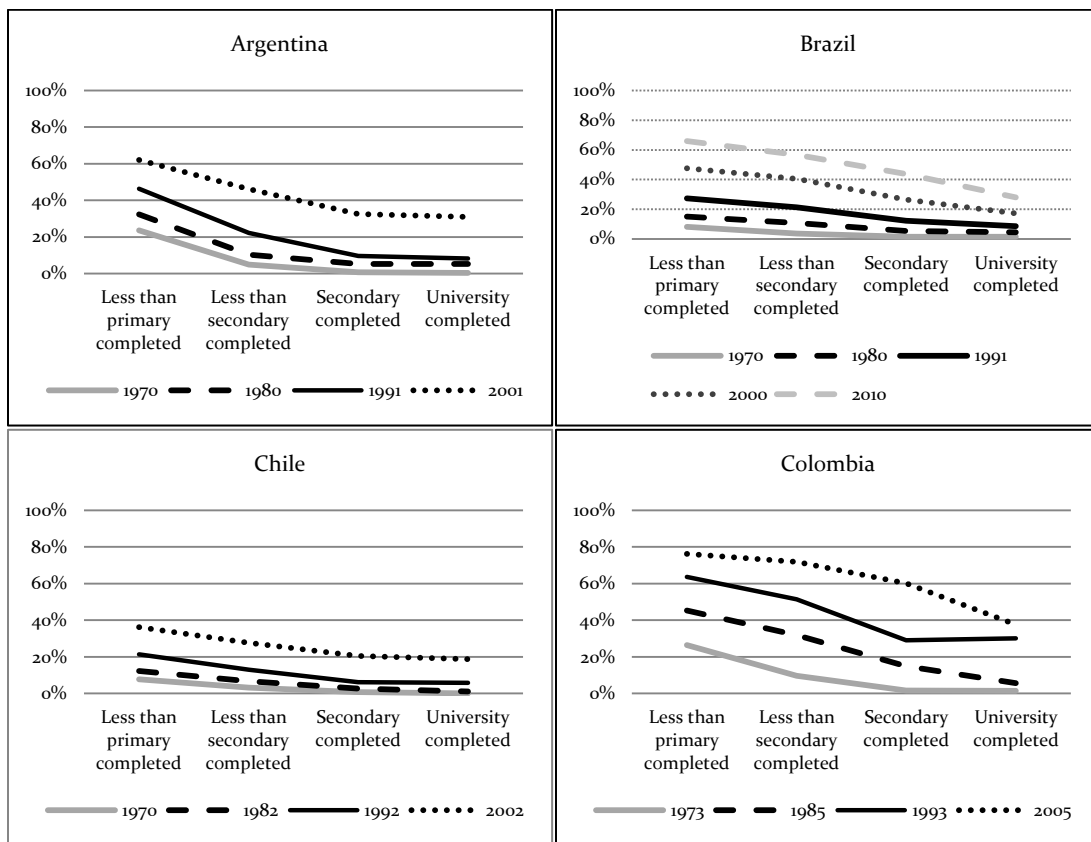 Argentina
100%
80%
60%
40%
20%
0%
Less than primary completed
Less than secondary completed
Secondary completed
University completed
1970
1980
1991
2001
Brazil
100%
80%
60%
40%
20%
0%
Less than primary completed
Less than secondary completed
Secondary completed
University completed
1970
1980
1991
2000
2010
Chile
100%
80%
60%
40%
20%
0%
Less than primary completed
Less than secondary completed
Secondary completed
University completed
1970
1982
1992
2002
Colombia
100%
80%
60%
40%
20%
0%
Less than primary completed
Less than secondary completed
Secondary completed
University completed
1973
1985
1993
2005